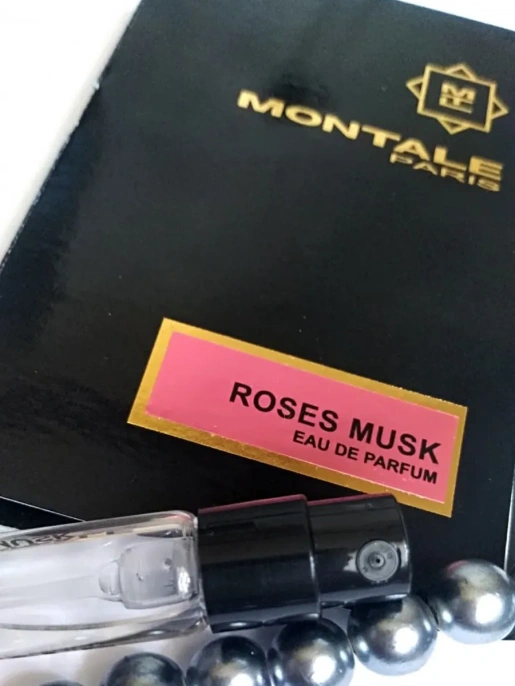 MONTALE
PARIS
ROSES MUSK
EAU DE PARFUM